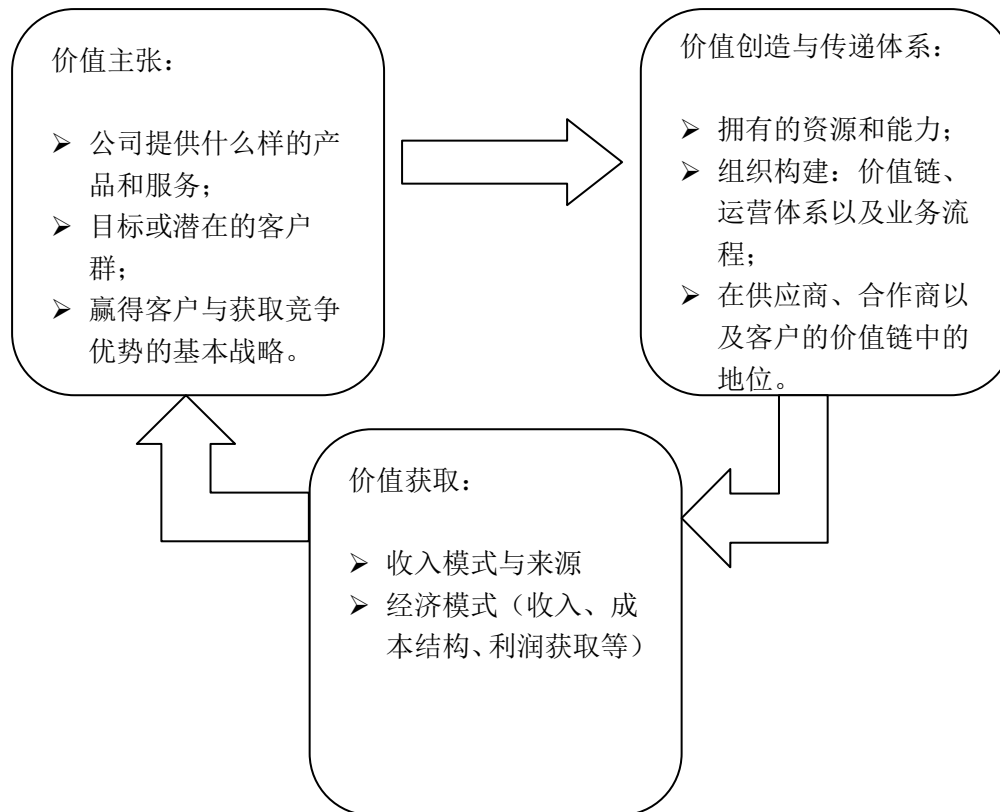 价值主张：
➢ 公司提供什么样的产
品和服务；
➢ 目标或潜在的客户
群；
➢ 赢得客户与获取竞争
优势的基本战略。
价值创造与传递体系：
➢ 拥有的资源和能力；
➢ 组织构建：价值链、
运营体系以及业务流
程；
➢ 在供应商、合作商以
及客户的价值链中的
地位。
价值获取：
➢ 收入模式与来源
➢ 经济模式（收入、成
本结构、利润获取等）